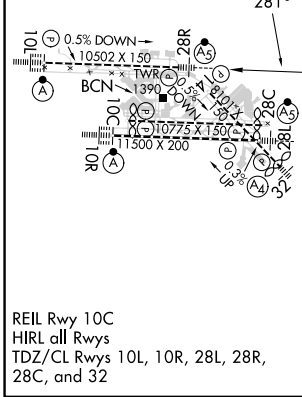 281°
10L
P 0.5% DOWN
28R
A5
10502 X 150
P
TWR
A
BCN
1390
P
10C
P
0.5% DOWN
28C
A5
P
10775 X 150
P
28L
11500 X 200
P
10R
A
P
0.3% UP
A4
32
REIL Rwy 10C
HIRL all Rwys
TDZ/CL Rwys 10L, 10R, 28L, 28R,
28C, and 32